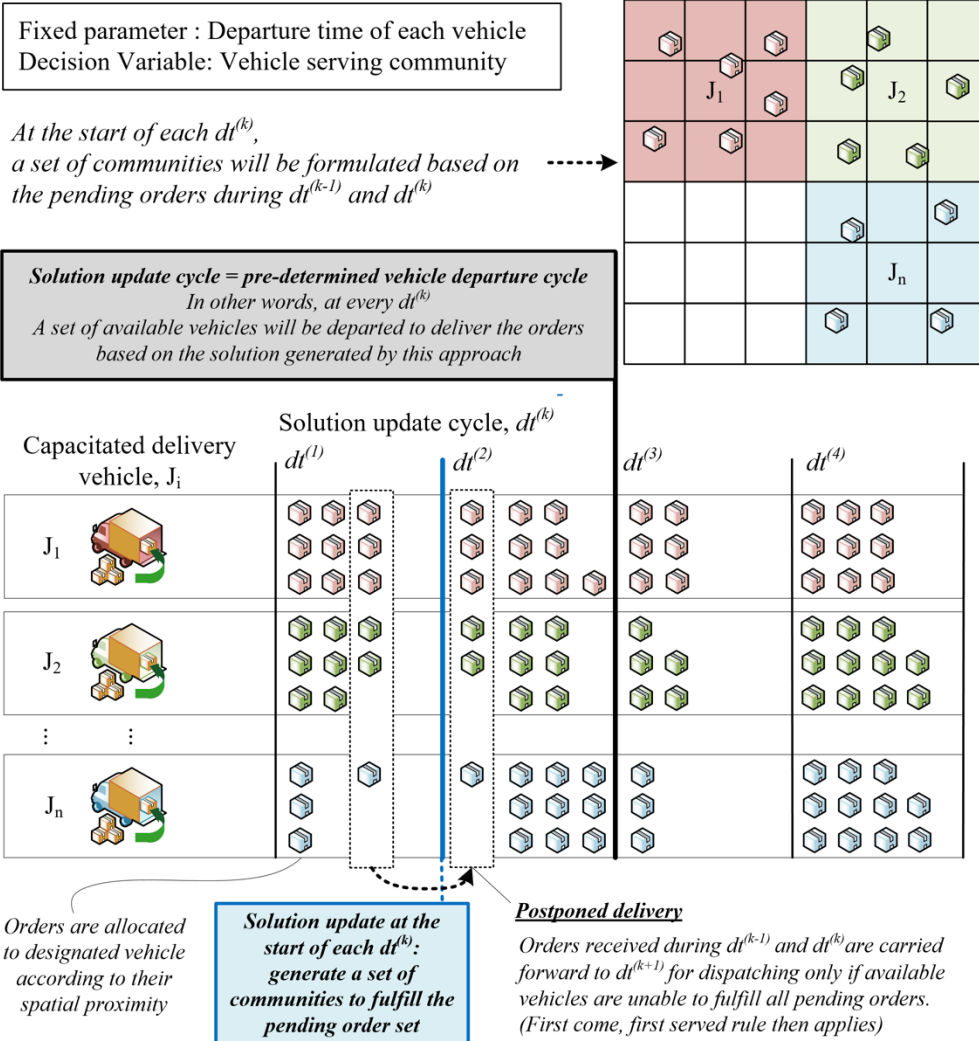 Fixed parameter : Departure time of each vehicle
Decision Variable: Vehicle serving community
At the start of each dt^(k),
a set of communities will be formulated based on
the pending orders during dt^(k-1) and dt^(k)
J₁
J₂
Jₙ
Solution update cycle = pre-determined vehicle departure cycle
In other words, at every dt^(k)
A set of available vehicles will be departed to deliver the orders
based on the solution generated by this approach
Solution update cycle, dt^(k)
Capacitated delivery
vehicle, Jᵢ
dt^(1)
dt^(2)
dt^(3)
dt^(4)
J₁
J₂
⋮ ⋮
Jₙ
Orders are allocated
to designated vehicle
according to their
spatial proximity
Solution update at the
start of each dt^(k):
generate a set of
communities to fulfill the
pending order set
Postponed delivery
Orders received during dt^(k-1) and dt^(k) are carried
forward to dt^(k+1) for dispatching only if available
vehicles are unable to fulfill all pending orders.
(First come, first served rule then applies)